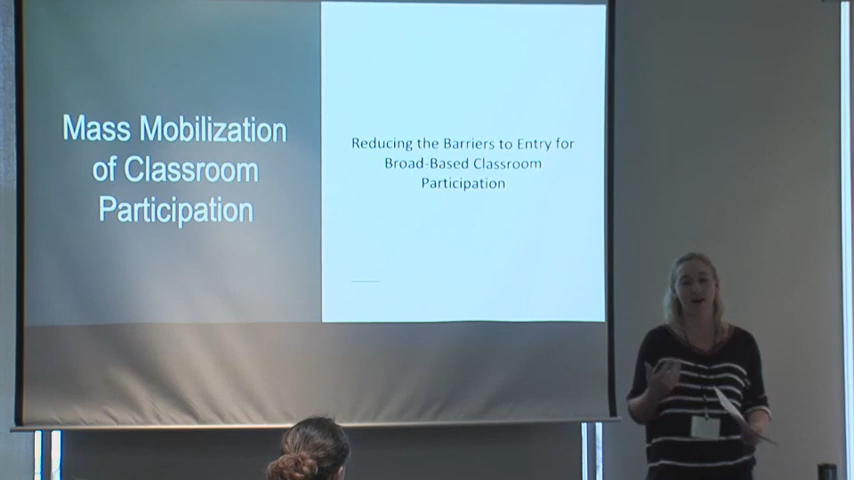 Mass Mobilization
of Classroom
Participation
Reducing the Barriers to Entry for
Broad-Based Classroom
Participation